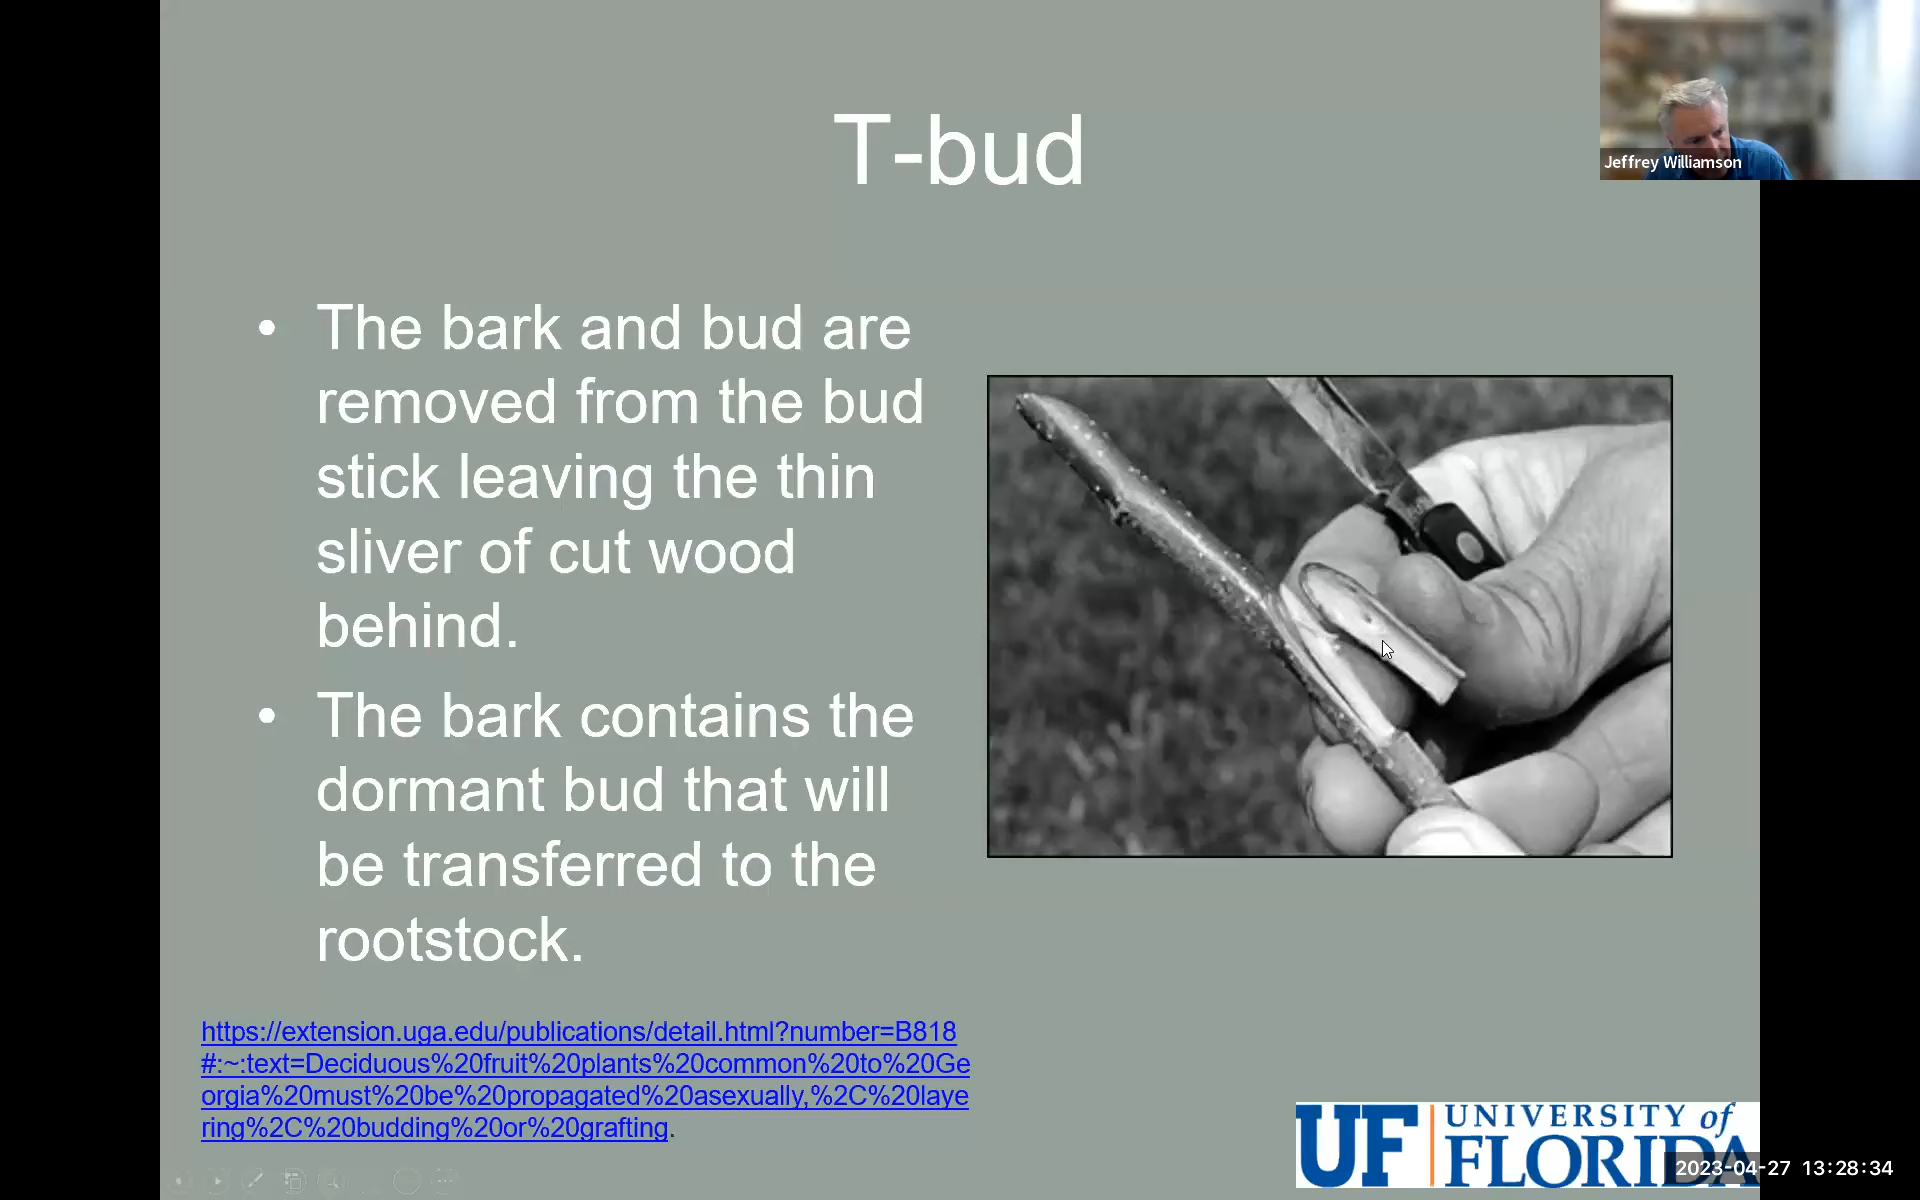 T-bud
Jeffrey Williamson
• The bark and bud are
removed from the bud
stick leaving the thin
sliver of cut wood
behind.
• The bark contains the
dormant bud that will
be transferred to the
rootstock.
https://extension.uga.edu/publications/detail.html?number=B818
#:~:text=Deciduous%20fruit%20plants%20common%20to%20Ge
orgia%20must%20be%20propagated%20asexually,%2C%20laye
ring%2C%20budding%20or%20grafting.
UF UNIVERSITY of
FLORIDA
2023-04-27 13:28:34